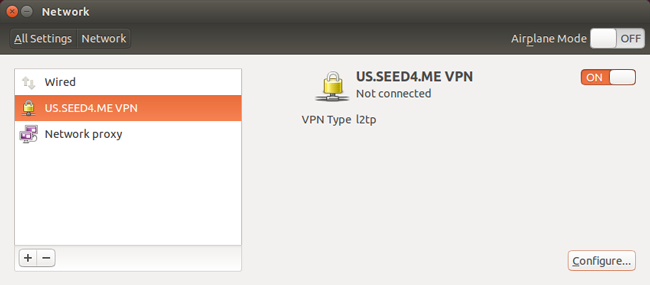 Network
All Settings Network
Airplane Mode OFF
Wired
US.SEED4.ME VPN
Network proxy
US.SEED4.ME VPN
ON
Not connected
VPN Type l2tp
Configure...